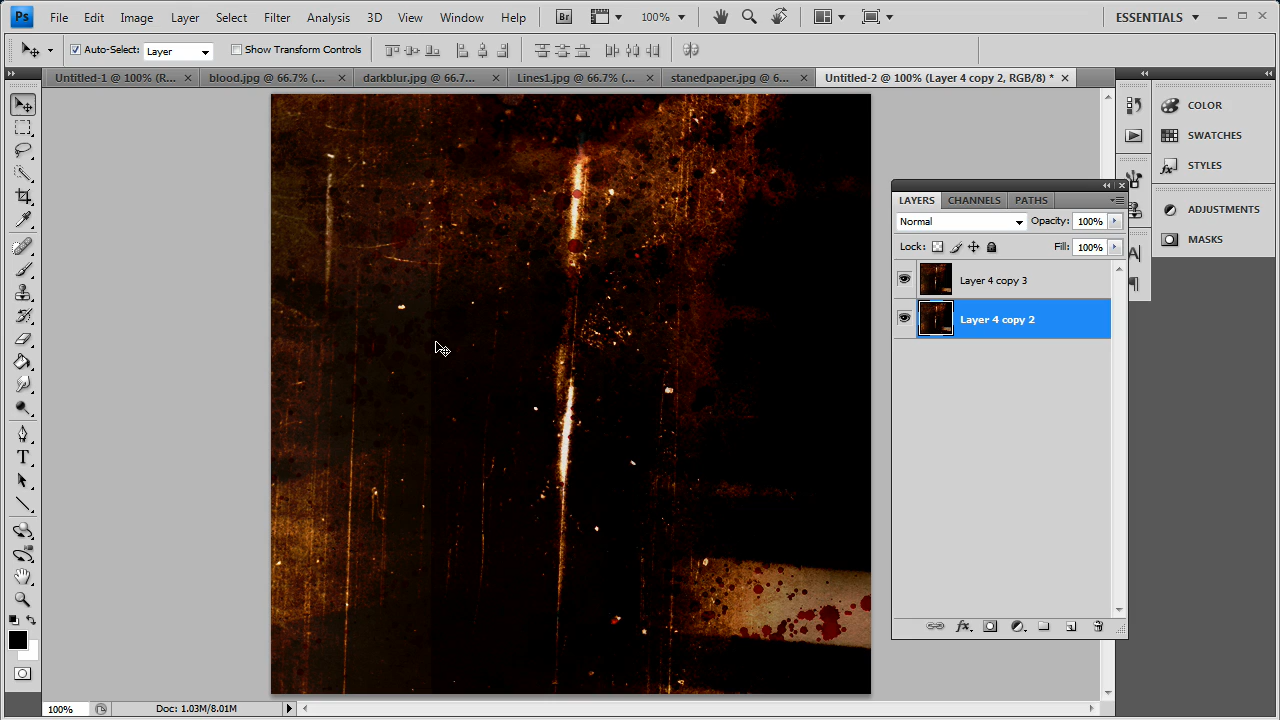 Ps File Edit Image Layer Select Filter Analysis 3D View Window Help Br 100% ESSENTIALS
Auto-Select: Layer Show Transform Controls
Untitled-1 @ 100% (R... blood.jpg @ 66.7% (... darkblur.jpg @ 66.7... Lines1.jpg @ 66.7% (... stanedpaper.jpg @ 6... Untitled-2 @ 100% (Layer 4 copy 2, RGB/8) *
COLOR
SWATCHES
STYLES
ADJUSTMENTS
MASKS
LAYERS CHANNELS PATHS
Normal Opacity: 100%
Lock: Fill: 100%
Layer 4 copy 3
Layer 4 copy 2
100% Doc: 1.03M/8.01M